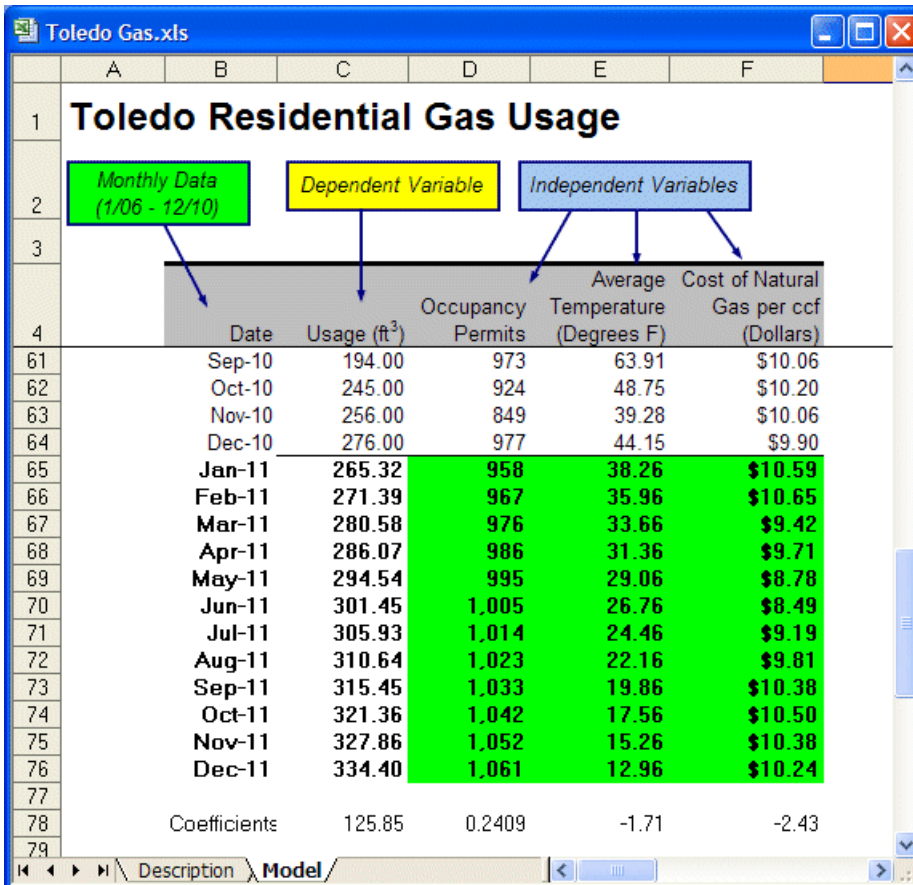 Toledo Gas.xls
A B C D E F
1 Toledo Residential Gas Usage
Monthly Data
(1/06 - 12/10)
Dependent Variable
Independent Variables
2
3
4 Date Usage (ft³) Occupancy Permits Average Temperature (Degrees F) Cost of Natural Gas per ccf (Dollars)
61 Sep-10 194.00 973 63.91 $10.06
62 Oct-10 245.00 924 48.75 $10.20
63 Nov-10 256.00 849 39.28 $10.06
64 Dec-10 276.00 977 44.15 $9.90
65 Jan-11 265.32 958 38.26 $10.59
66 Feb-11 271.39 967 35.96 $10.65
67 Mar-11 280.58 976 33.66 $9.42
68 Apr-11 286.07 986 31.36 $9.71
69 May-11 294.54 995 29.06 $8.78
70 Jun-11 301.45 1,005 26.76 $8.49
71 Jul-11 305.93 1,014 24.46 $9.19
72 Aug-11 310.64 1,023 22.16 $9.81
73 Sep-11 315.45 1,033 19.86 $10.38
74 Oct-11 321.36 1,042 17.56 $10.50
75 Nov-11 327.86 1,052 15.26 $10.38
76 Dec-11 334.40 1,061 12.96 $10.24
77
78 Coefficients 125.85 0.2409 -1.71 -2.43
79
Description Model